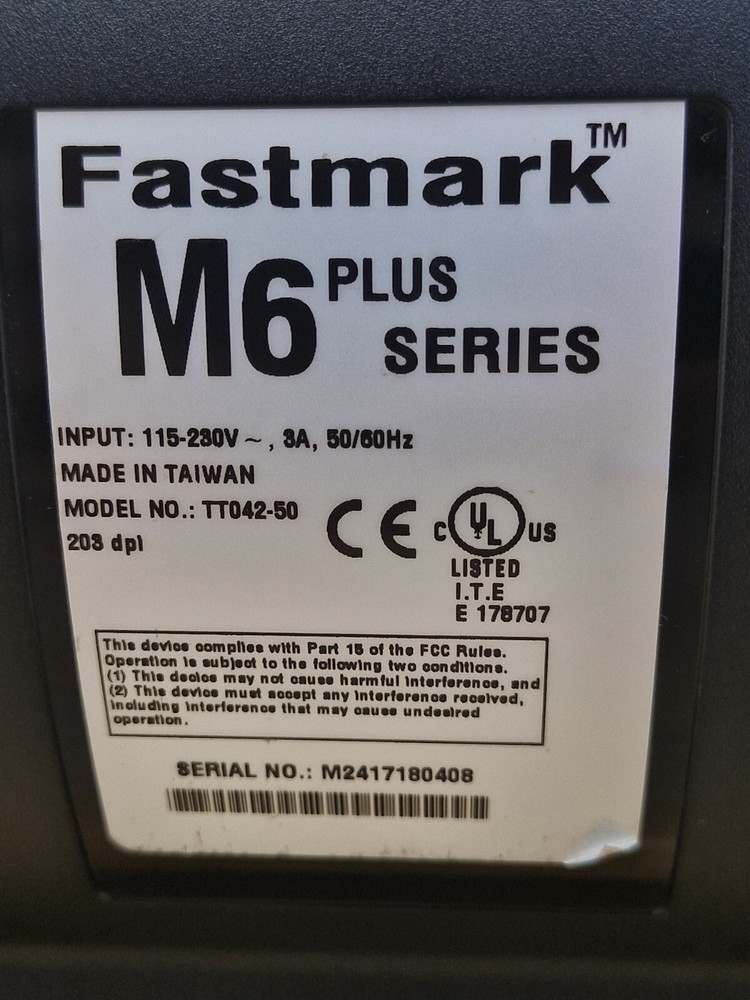 Fastmark™
M6 PLUS SERIES
INPUT: 115-230V ~ , 3A, 50/60Hz
MADE IN TAIWAN
MODEL NO.: TT042-50
203 dpi
CE
C UL US
LISTED
I.T.E
E 178707
This device complies with Part 15 of the FCC Rules.
Operation is subject to the following two conditions.
(1) This decice may not cause harmful interference, and
(2) This device must accept any interference received,
including interference that may cause undesired
operation.
SERIAL NO.: M2417180408